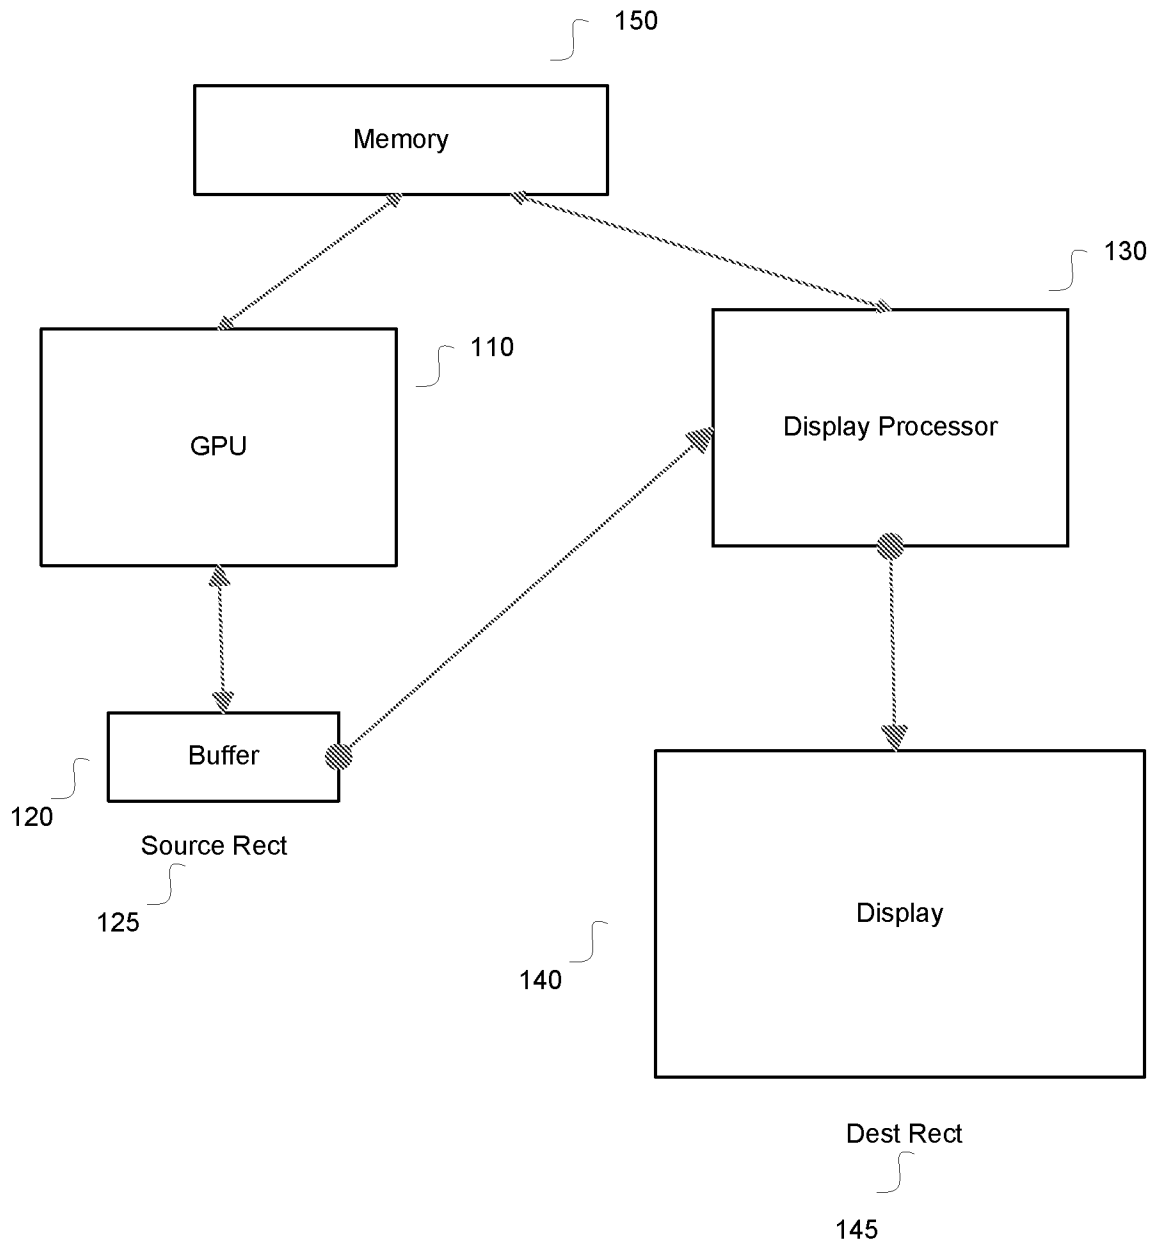 150
Memory
130
110
Display Processor
GPU
Buffer
120
Source Rect
125
Display
140
Dest Rect
145